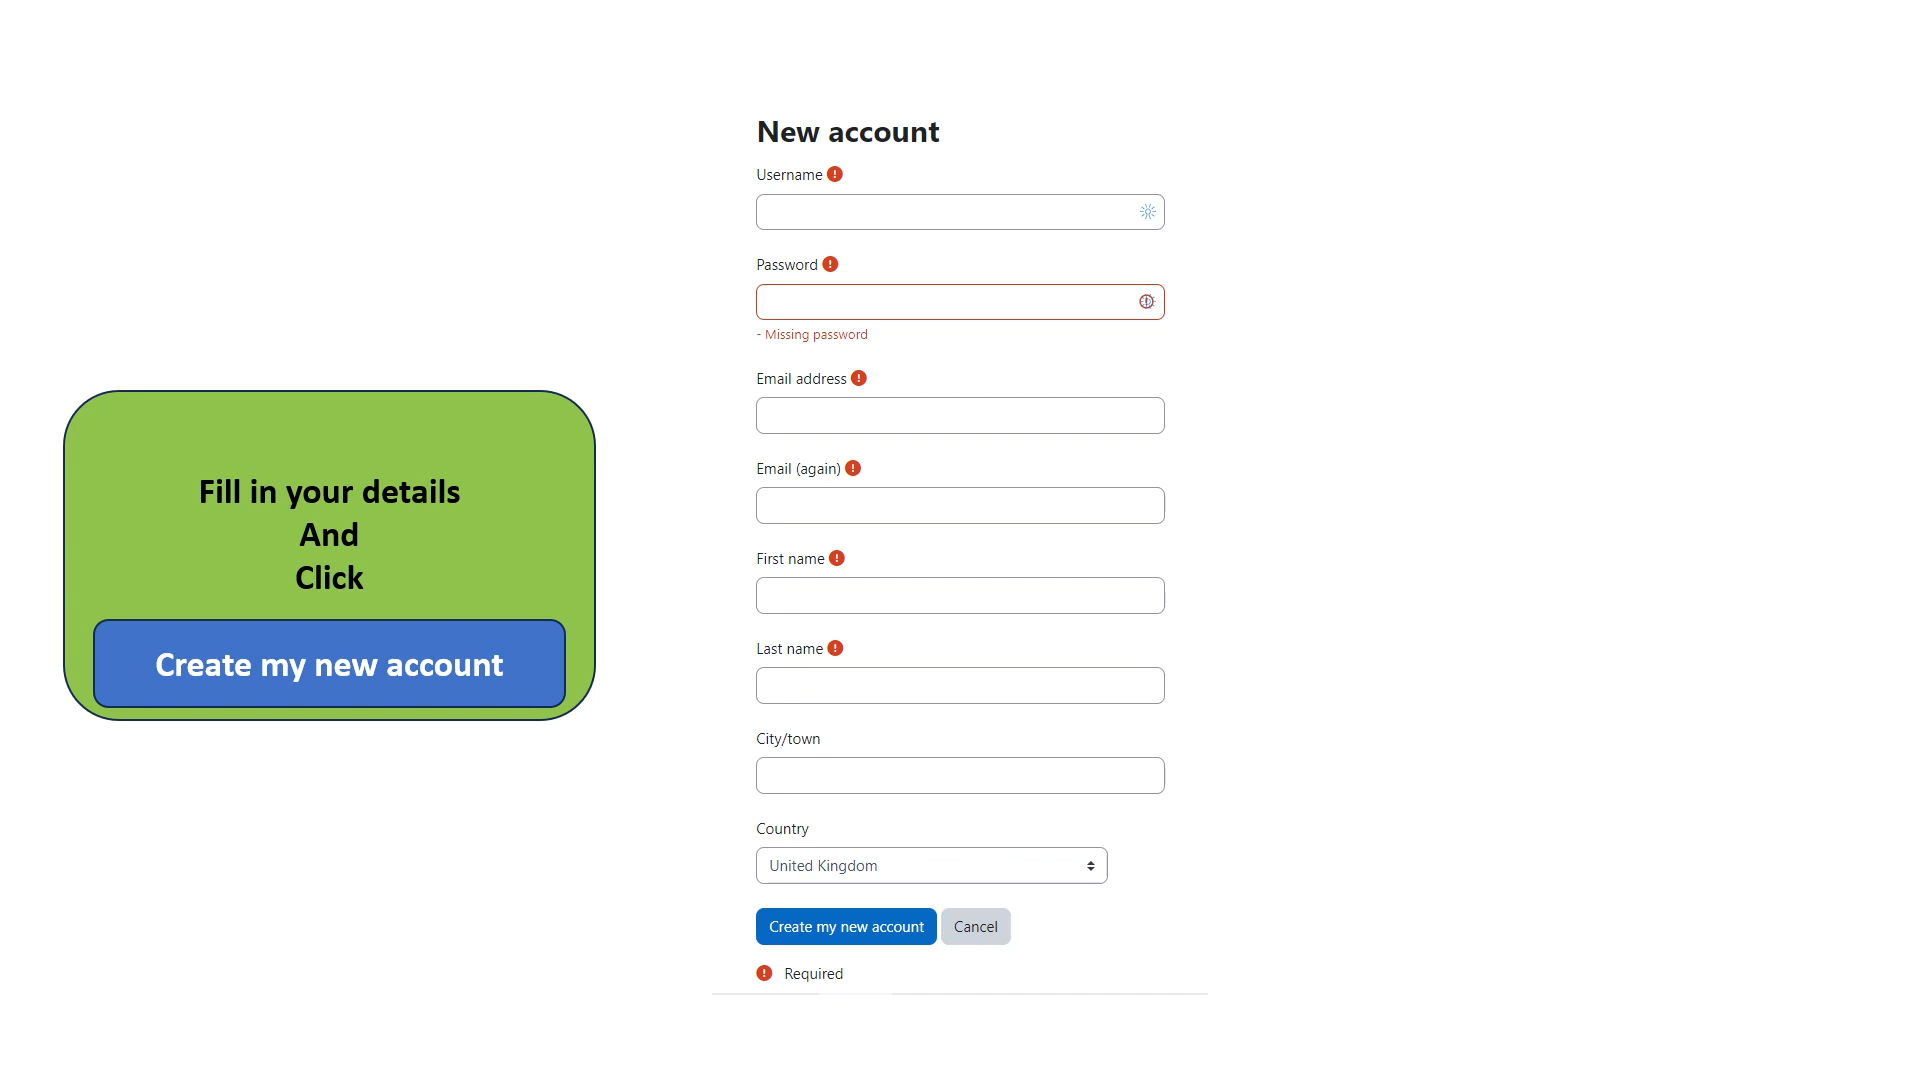 Fill in your details
And
Click
Create my new account
New account
Username
Password
- Missing password
Email address
Email (again)
First name
Last name
City/town
Country
United Kingdom
Create my new account
Cancel
Required